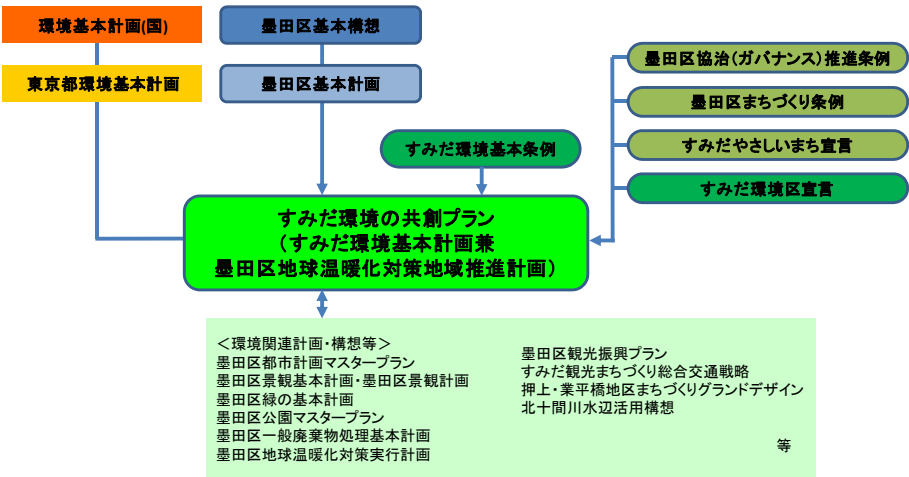 環境基本計画(国)
東京都環境基本計画
墨田区基本構想
墨田区基本計画
すみだ環境基本条例
墨田区協治(ガバナンス)推進条例
墨田区まちづくり条例
すみだやさしいまち宣言
すみだ環境区宣言
すみだ環境の共創プラン
(すみだ環境基本計画兼
墨田区地球温暖化対策地域推進計画)
<環境関連計画・構想等>
墨田区都市計画マスタープラン
墨田区景観基本計画・墨田区景観計画
墨田区緑の基本計画
墨田区公園マスタープラン
墨田区一般廃棄物処理基本計画
墨田区地球温暖化対策実行計画
墨田区観光振興プラン
すみだ観光まちづくり総合交通戦略
押上・業平橋地区まちづくりグランドデザイン
北十間川水辺活用構想
等